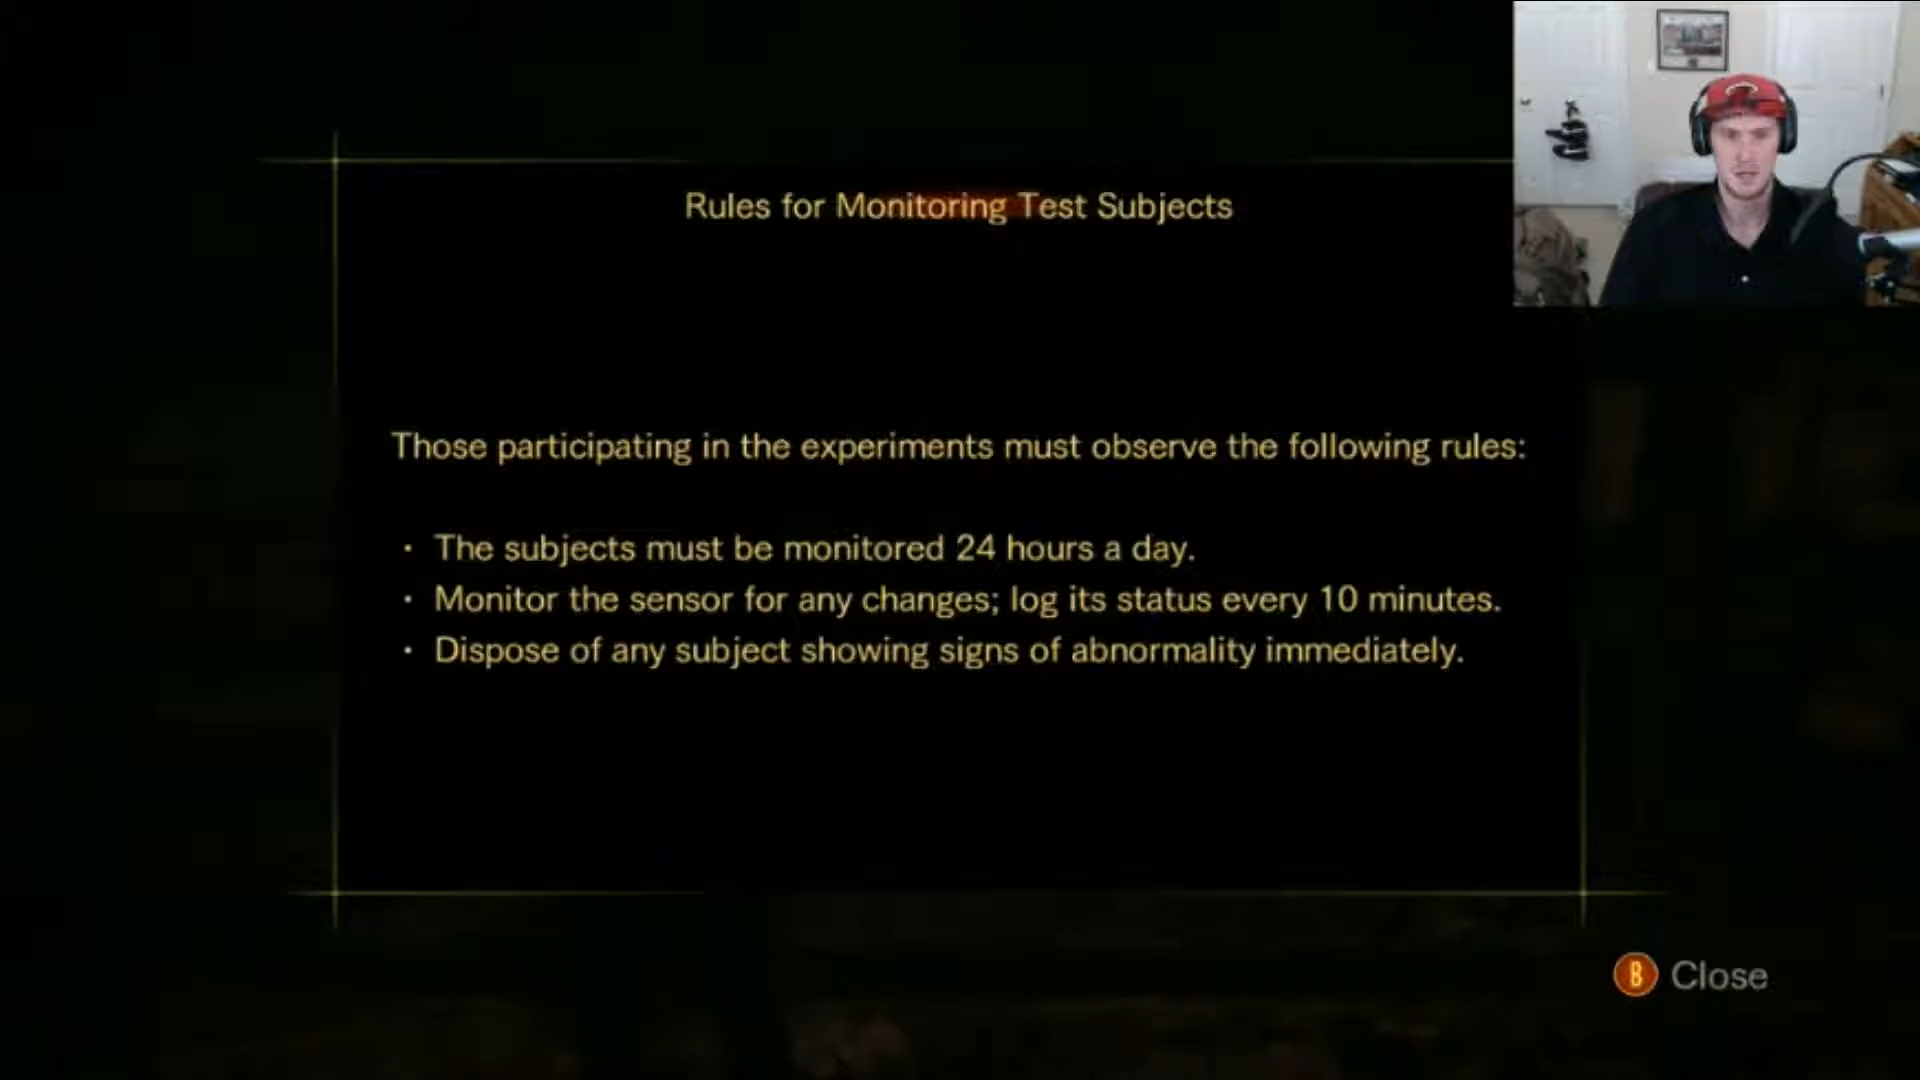 Rules for Monitoring Test Subjects
Those participating in the experiments must observe the following rules:
· The subjects must be monitored 24 hours a day.
· Monitor the sensor for any changes; log its status every 10 minutes.
· Dispose of any subject showing signs of abnormality immediately.
B Close